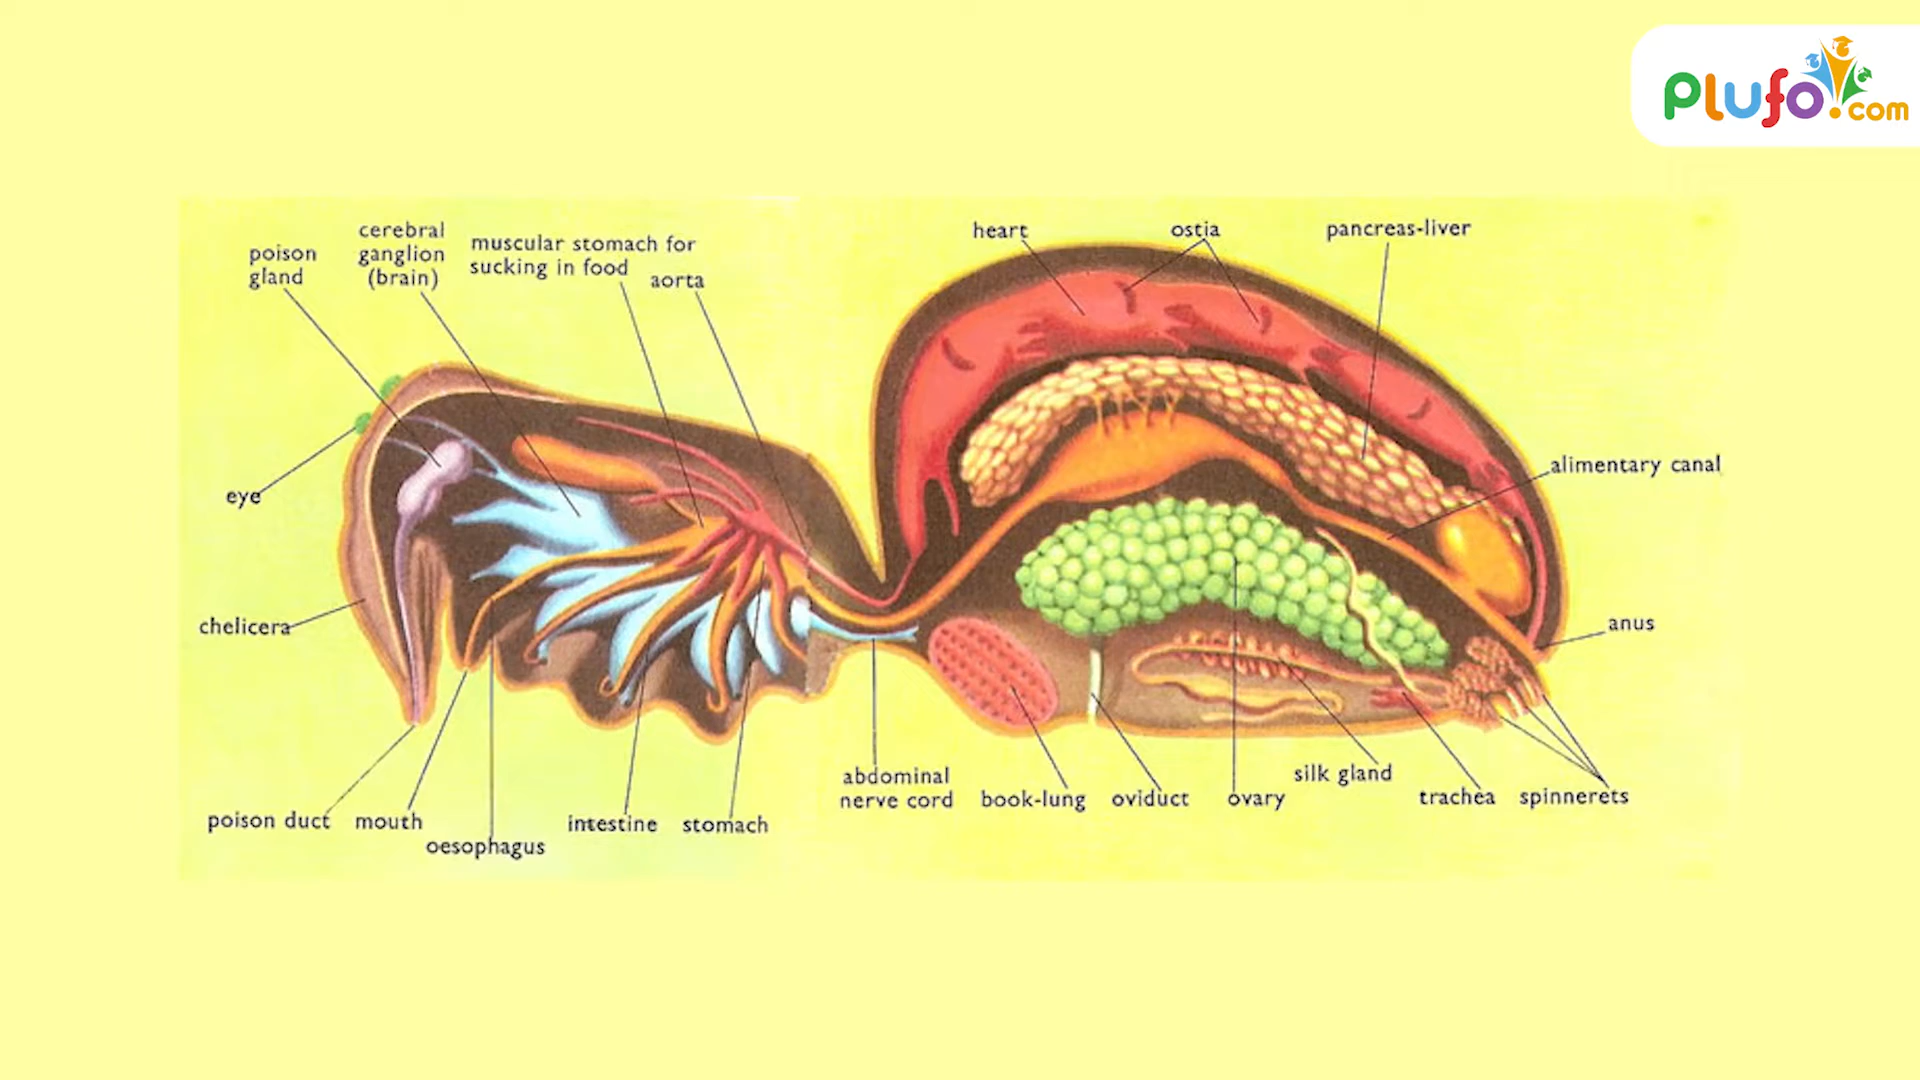 Plufo.com
poison
gland
cerebral
ganglion
(brain)
muscular stomach for
sucking in food
aorta
heart
ostia
pancreas-liver
eye
alimentary canal
chelicera
anus
poison duct
mouth
oesophagus
intestine
stomach
abdominal
nerve cord
book-lung
oviduct
ovary
silk gland
trachea
spinnerets